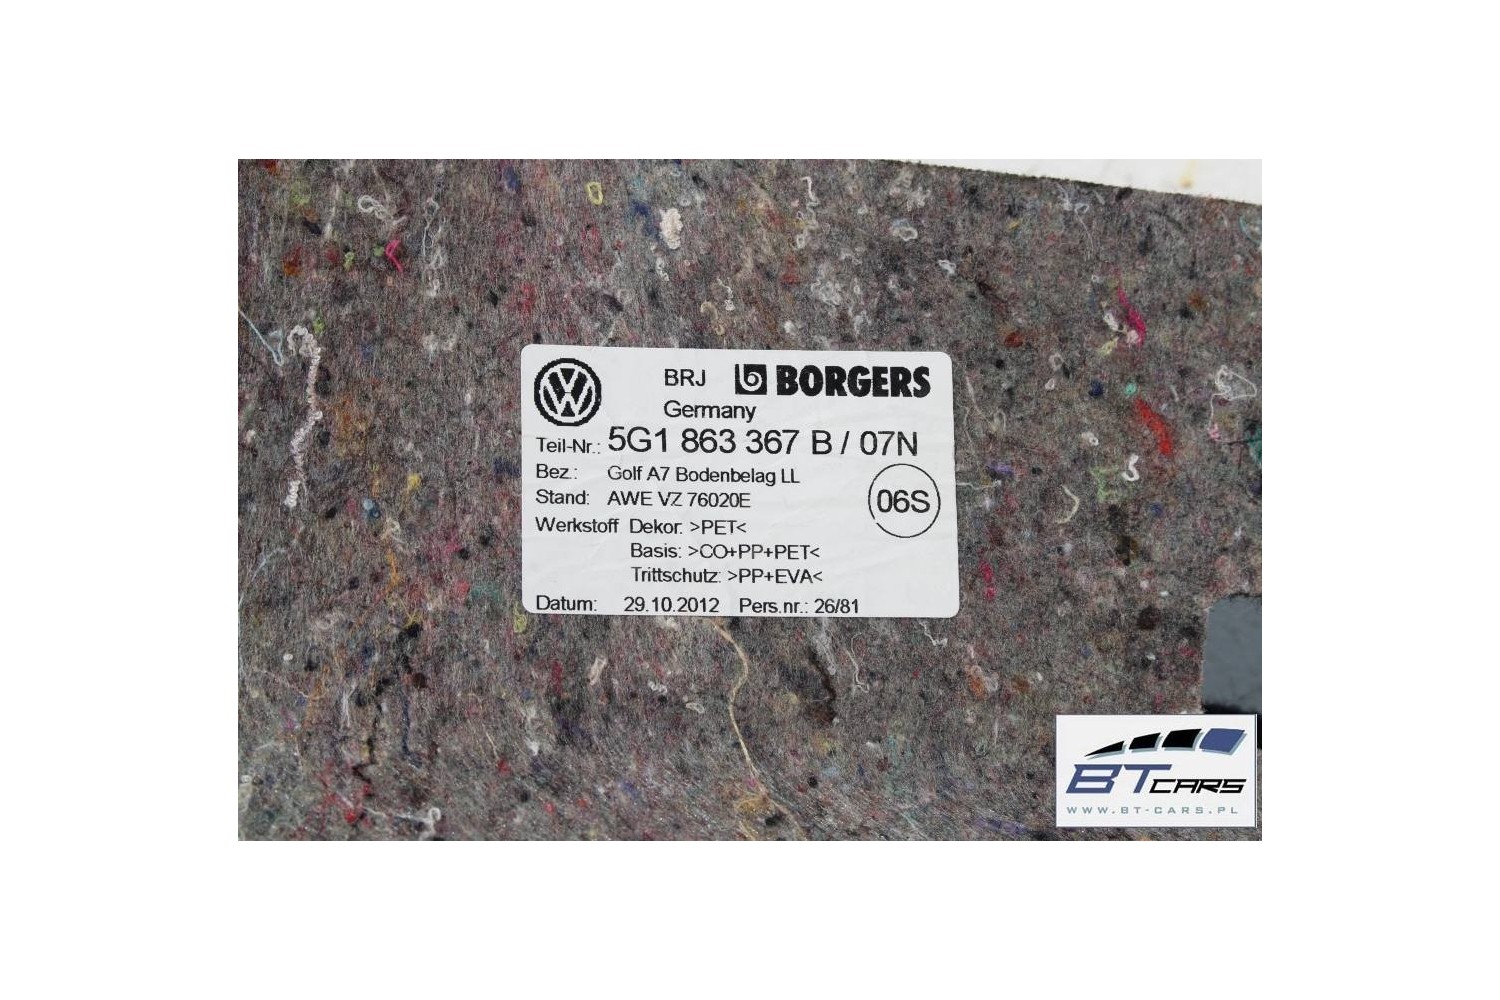 BRJ BORGERS
Germany
Teil-Nr.: 5G1 863 367 B / 07N
Bez.: Golf A7 Bodenbelag LL
Stand: AWE VZ 76020E
06S
Werkstoff Dekor: >PET<
Basis: >CO+PP+PET<
Trittschutz: >PP+EVA<
Datum: 29.10.2012 Pers.nr.: 26/81
BT CARS
WWW.BT-CARS.PL